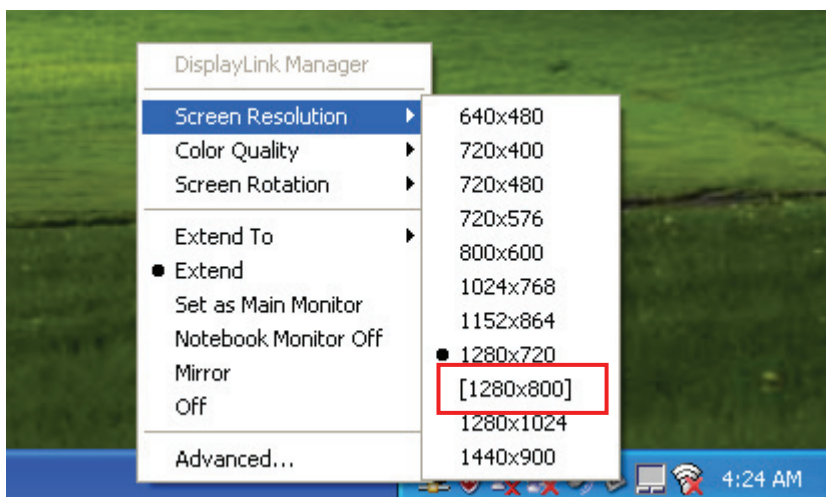 DisplayLink Manager
Screen Resolution
Color Quality
Screen Rotation
Extend To
Extend
Set as Main Monitor
Notebook Monitor Off
Mirror
Off
Advanced...
640x480
720x400
720x480
720x576
800x600
1024x768
1152x864
1280x720
[1280x800]
1280x1024
1440x900
4:24 AM